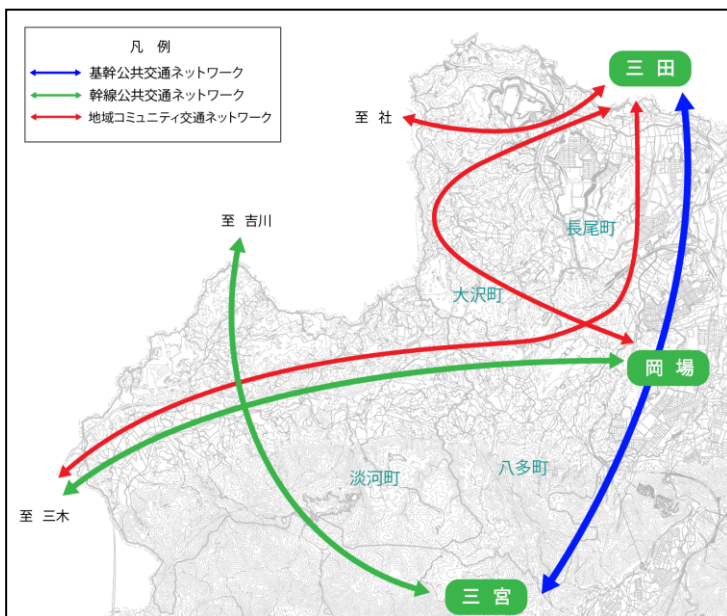 凡 例
基幹公共交通ネットワーク
幹線公共交通ネットワーク
地域コミュニティ交通ネットワーク
三 田
至 社
至 吉川
長尾町
大沢町
岡 場
淡河町
八多町
至 三木
三 宮